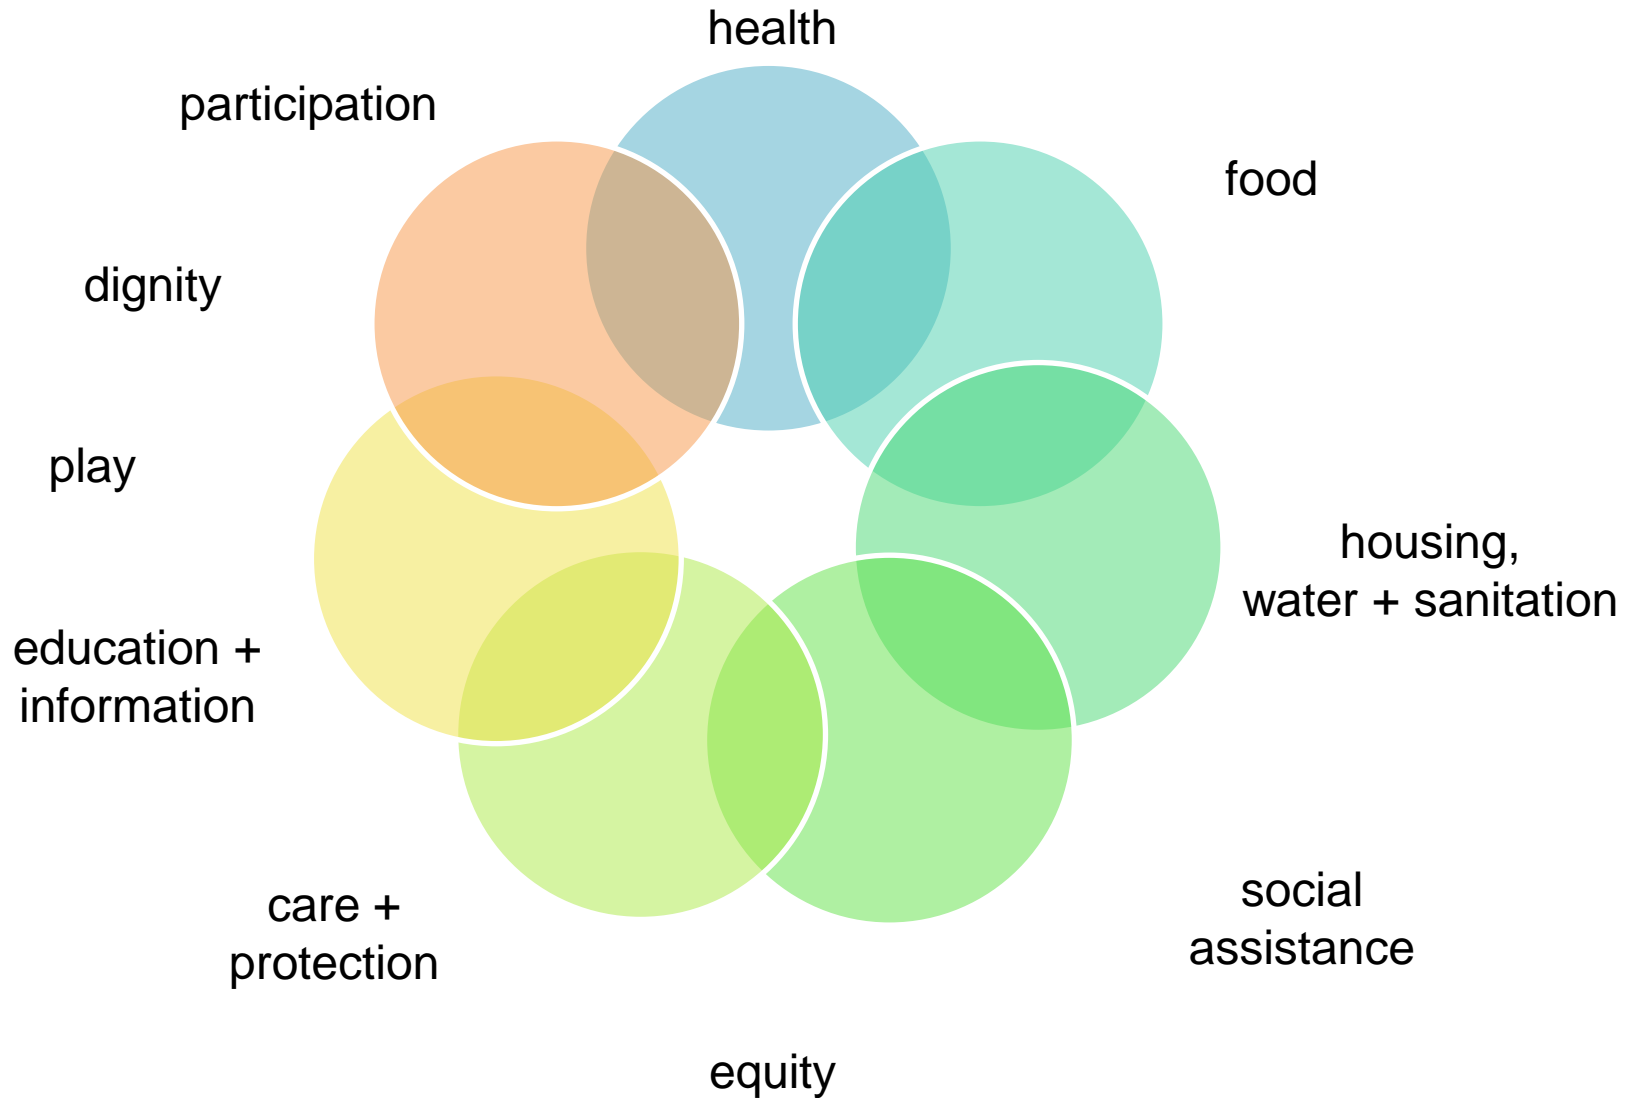 health
participation
food
dignity
play
housing,
water + sanitation
education +
information
social
assistance
care +
protection
equity